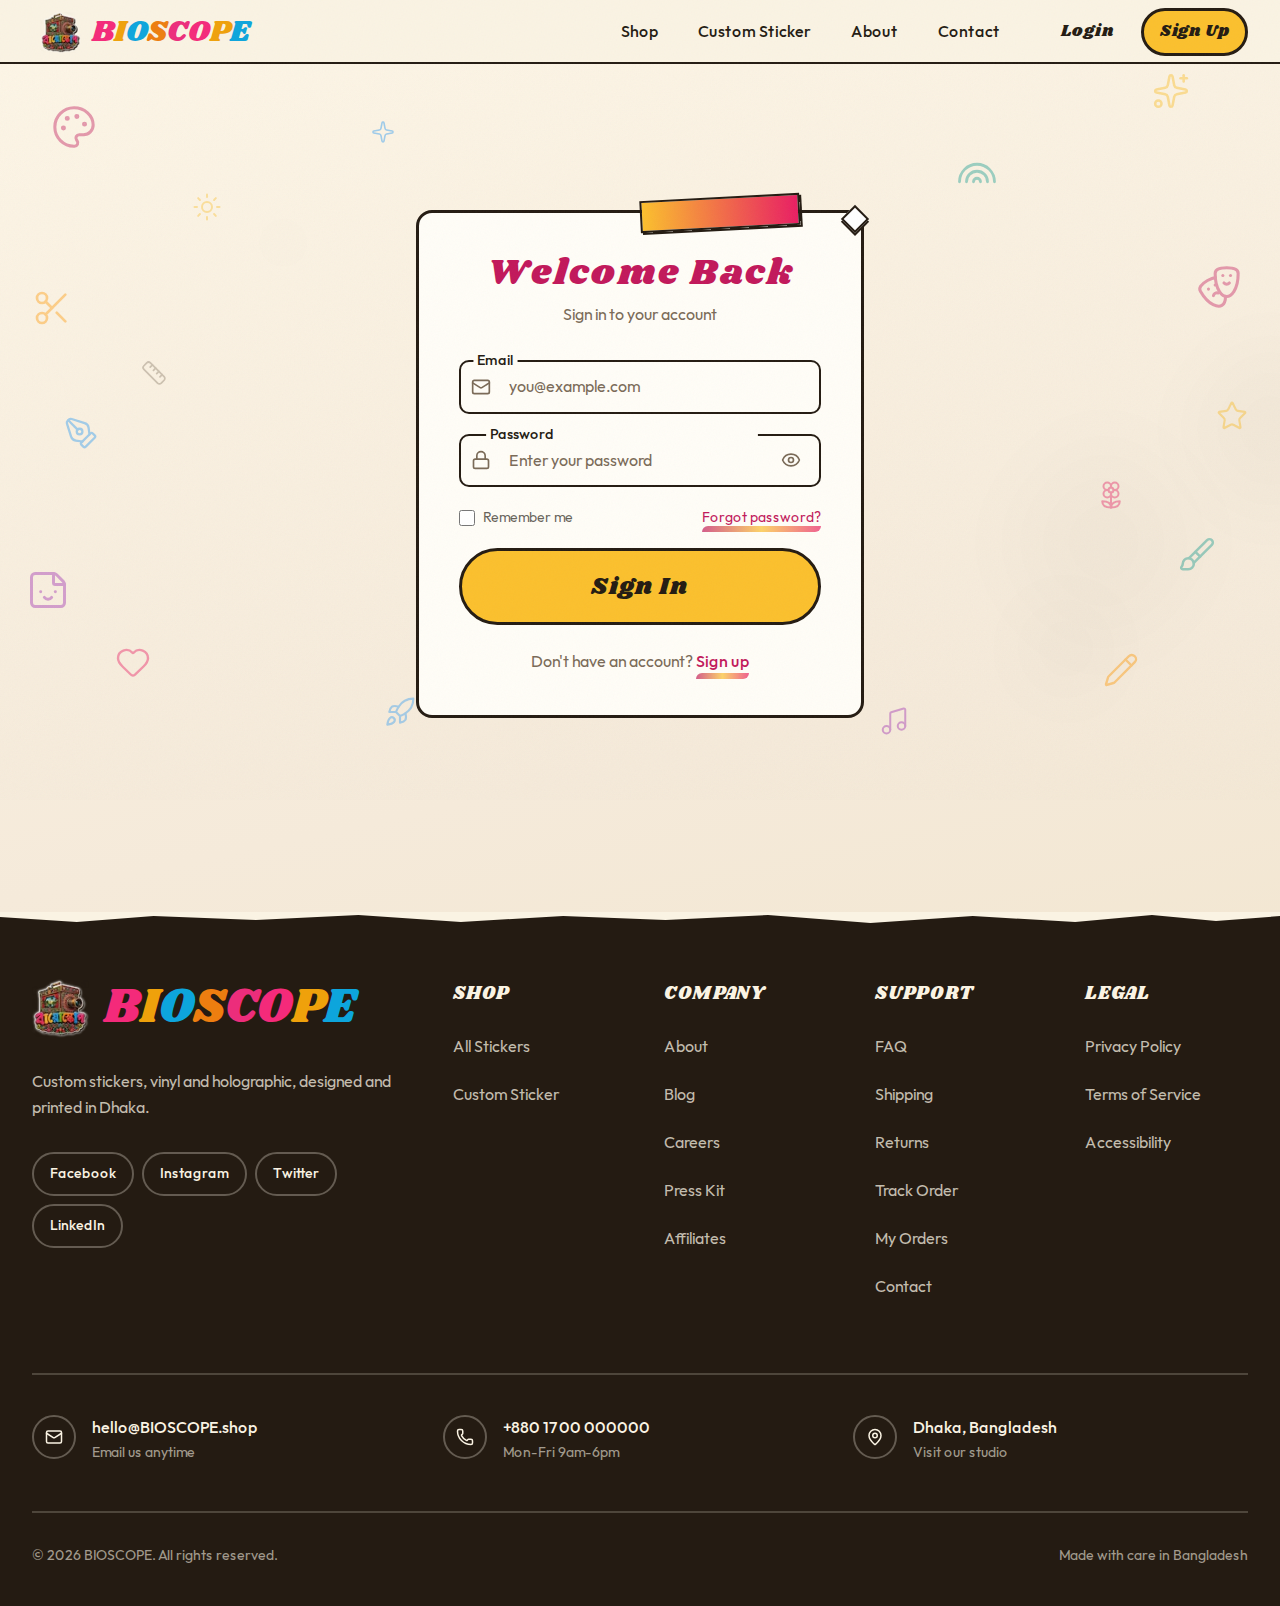 BIOSCOPE
Shop
Custom Sticker
About
Contact
Login
Sign Up
Welcome Back
Sign in to your account
Email
you@example.com
Password
Enter your password
Remember me
Forgot password?
Sign In
Don't have an account? Sign up
BIOSCOPE
Custom stickers, vinyl and holographic, designed and
printed in Dhaka.
Facebook
Instagram
Twitter
LinkedIn
SHOP
All Stickers
Custom Sticker
COMPANY
About
Blog
Careers
Press Kit
Affiliates
SUPPORT
FAQ
Shipping
Returns
Track Order
My Orders
Contact
LEGAL
Privacy Policy
Terms of Service
Accessibility
hello@BIOSCOPE.shop
Email us anytime
+880 1700 000000
Mon-Fri 9am-6pm
Dhaka, Bangladesh
Visit our studio
© 2026 BIOSCOPE. All rights reserved.
Made with care in Bangladesh